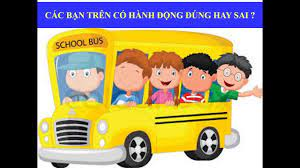 CÁC BẠN TRÊN CÓ HÀNH ĐỘNG ĐÚNG HAY SAI ?
SCHOOL BUS